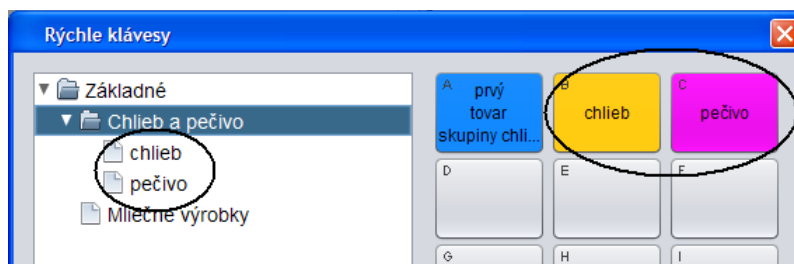 Rýchle klávesy
Základné
Chlieb a pečivo
chlieb
pečivo
Mliečne výrobky
A
prvý
tovar
skupiny chli...
B
chlieb
C
pečivo
D
E
F
G
H
I